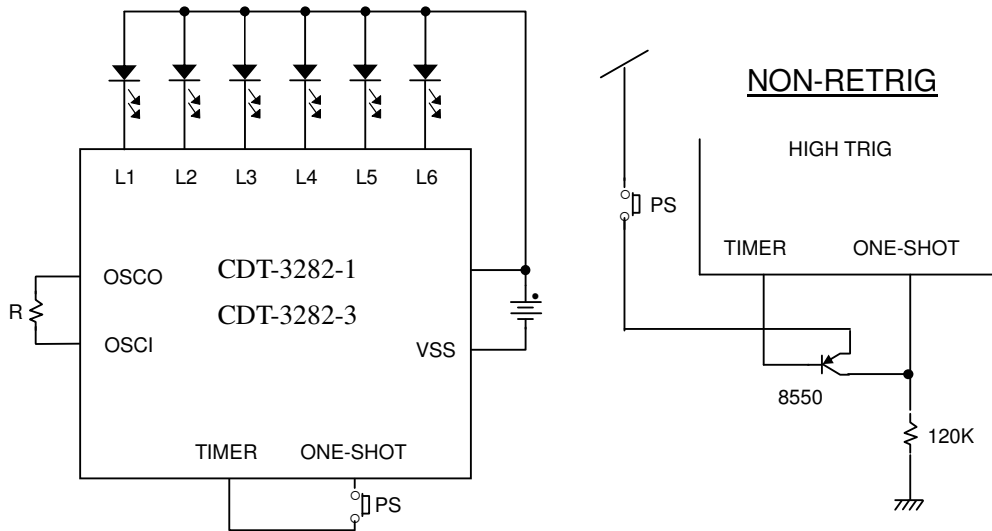 L1 L2 L3 L4 L5 L6
OSCO
CDT-3282-1
R
CDT-3282-3
OSCI
VSS
TIMER
ONE-SHOT
PS
NON-RETRIG
HIGH TRIG
PS
TIMER
ONE-SHOT
8550
120K